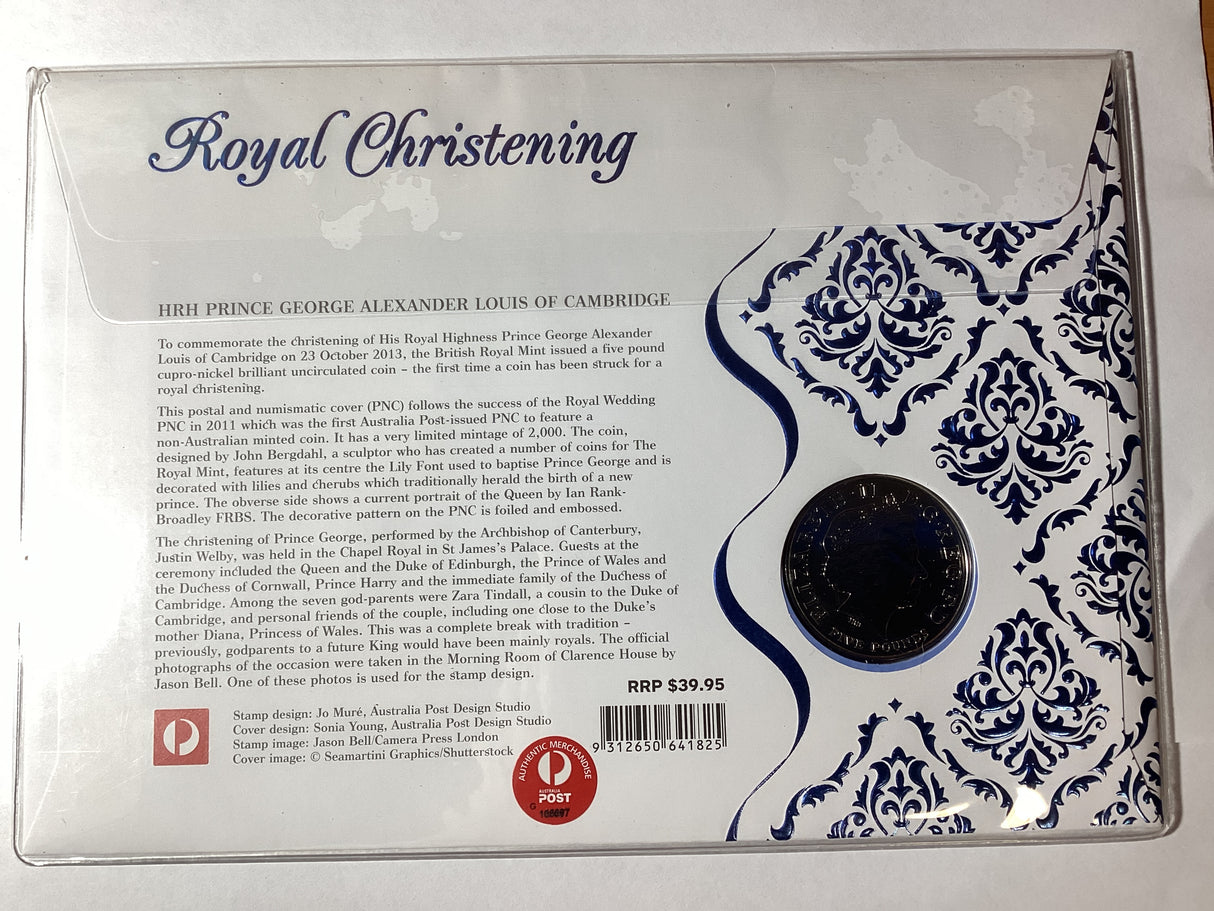 Royal Christening
HRH PRINCE GEORGE ALEXANDER LOUIS OF CAMBRIDGE
To commemorate the christening of His Royal Highness Prince George Alexander
Louis of Cambridge on 23 October 2013, the British Royal Mint issued a five pound
cupro-nickel brilliant uncirculated coin – the first time a coin has been struck for a
royal christening.
This postal and numismatic cover (PNC) follows the success of the Royal Wedding
PNC in 2011 which was the first Australia Post-issued PNC to feature a
non-Australian minted coin. It has a very limited mintage of 2,000. The coin,
designed by John Bergdahl, a sculptor who has created a number of coins for The
Royal Mint, features at its centre the Lily Font used to baptise Prince George and is
decorated with lilies and cherubs which traditionally herald the birth of a new
prince. The obverse side shows a current portrait of the Queen by Ian Rank-
Broadley FRBS. The decorative pattern on the PNC is foiled and embossed.
The christening of Prince George, performed by the Archbishop of Canterbury,
Justin Welby, was held in the Chapel Royal in St James's Palace. Guests at the
ceremony included the Queen and the Duke of Edinburgh, the Prince of Wales and
the Duchess of Cornwall, Prince Harry and the immediate family of the Duchess of
Cambridge. Among the seven god-parents were Zara Tindall, a cousin to the Duke of
Cambridge, and personal friends of the couple, including one close to the Duke's
mother Diana, Princess of Wales. This was a complete break with tradition –
previously, godparents to a future King would have been mainly royals. The official
photographs of the occasion were taken in the Morning Room of Clarence House by
Jason Bell. One of these photos is used for the stamp design.
RRP $39.95
Stamp design: Jo Muré, Australia Post Design Studio
Cover design: Sonia Young, Australia Post Design Studio
Stamp image: Jason Bell/Camera Press London
Cover image: © Seamartini Graphics/Shutterstock
9 312650 641825
AUTHENTIC MERCHANDISE
AUSTRALIA
POST
G
ELIZABETH · II · D · G · REG · F · D
FIVE POUNDS